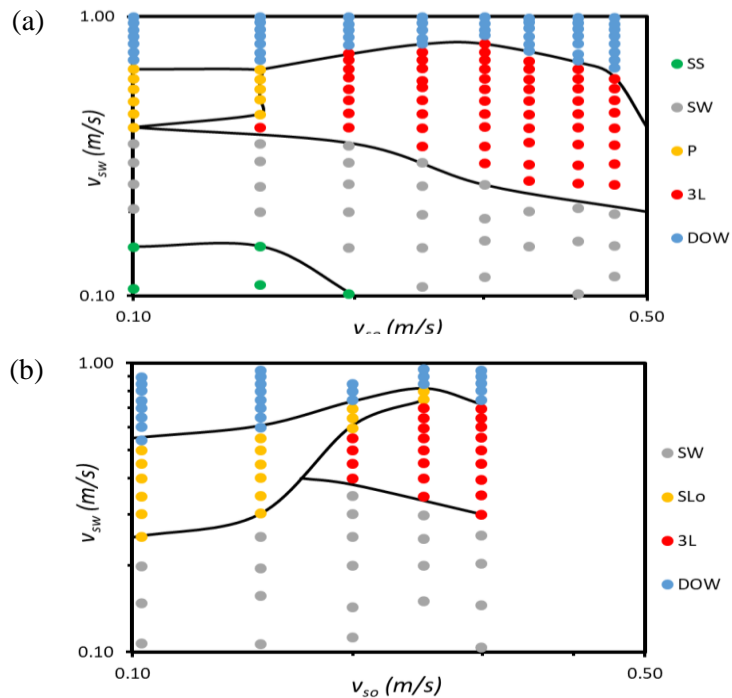 (a)
1.00
0.10
v_sw (m/s)
0.10
0.50
v_so (m/s)
SS
SW
P
3L
DOW
(b)
1.00
0.10
v_sw (m/s)
0.10
0.50
v_so (m/s)
SW
SLo
3L
DOW